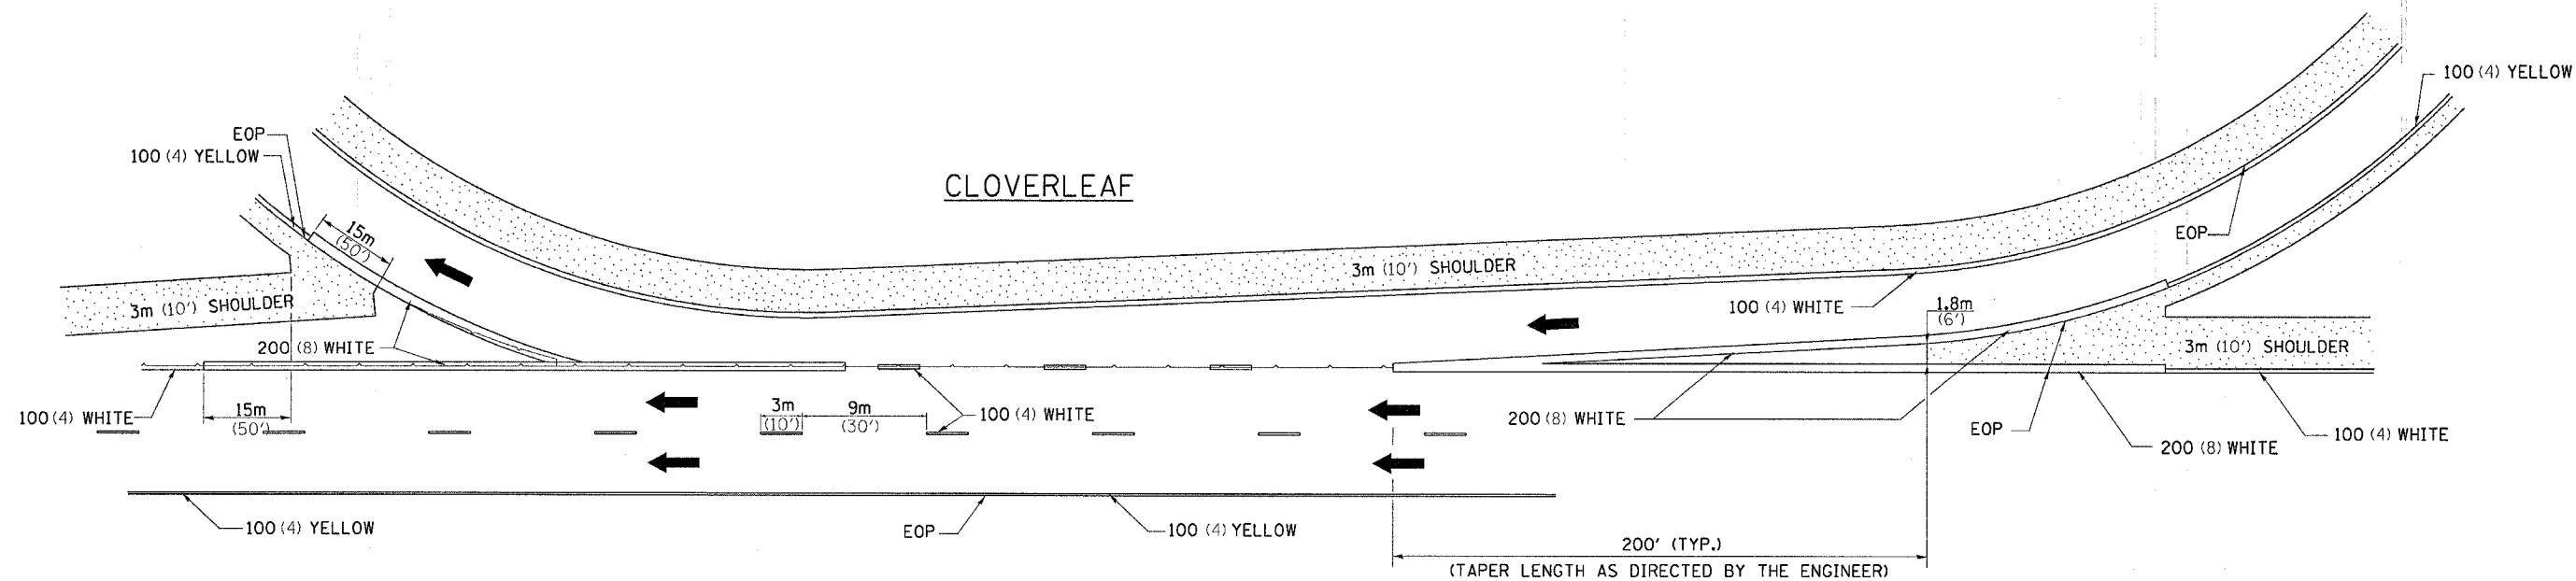 100 (4) YELLOW
EOP
100 (4) YELLOW
15m
(50')
CLOVERLEAF
EOP
3m (10') SHOULDER
3m (10') SHOULDER
100 (4) WHITE
1.8m
(6')
200 (8) WHITE
3m (10') SHOULDER
100 (4) WHITE
15m
(50')
3m
(10')
9m
(30')
100 (4) WHITE
200 (8) WHITE
EOP
200 (8) WHITE
100 (4) WHITE
100 (4) YELLOW
EOP
100 (4) YELLOW
200' (TYP.)
(TAPER LENGTH AS DIRECTED BY THE ENGINEER)